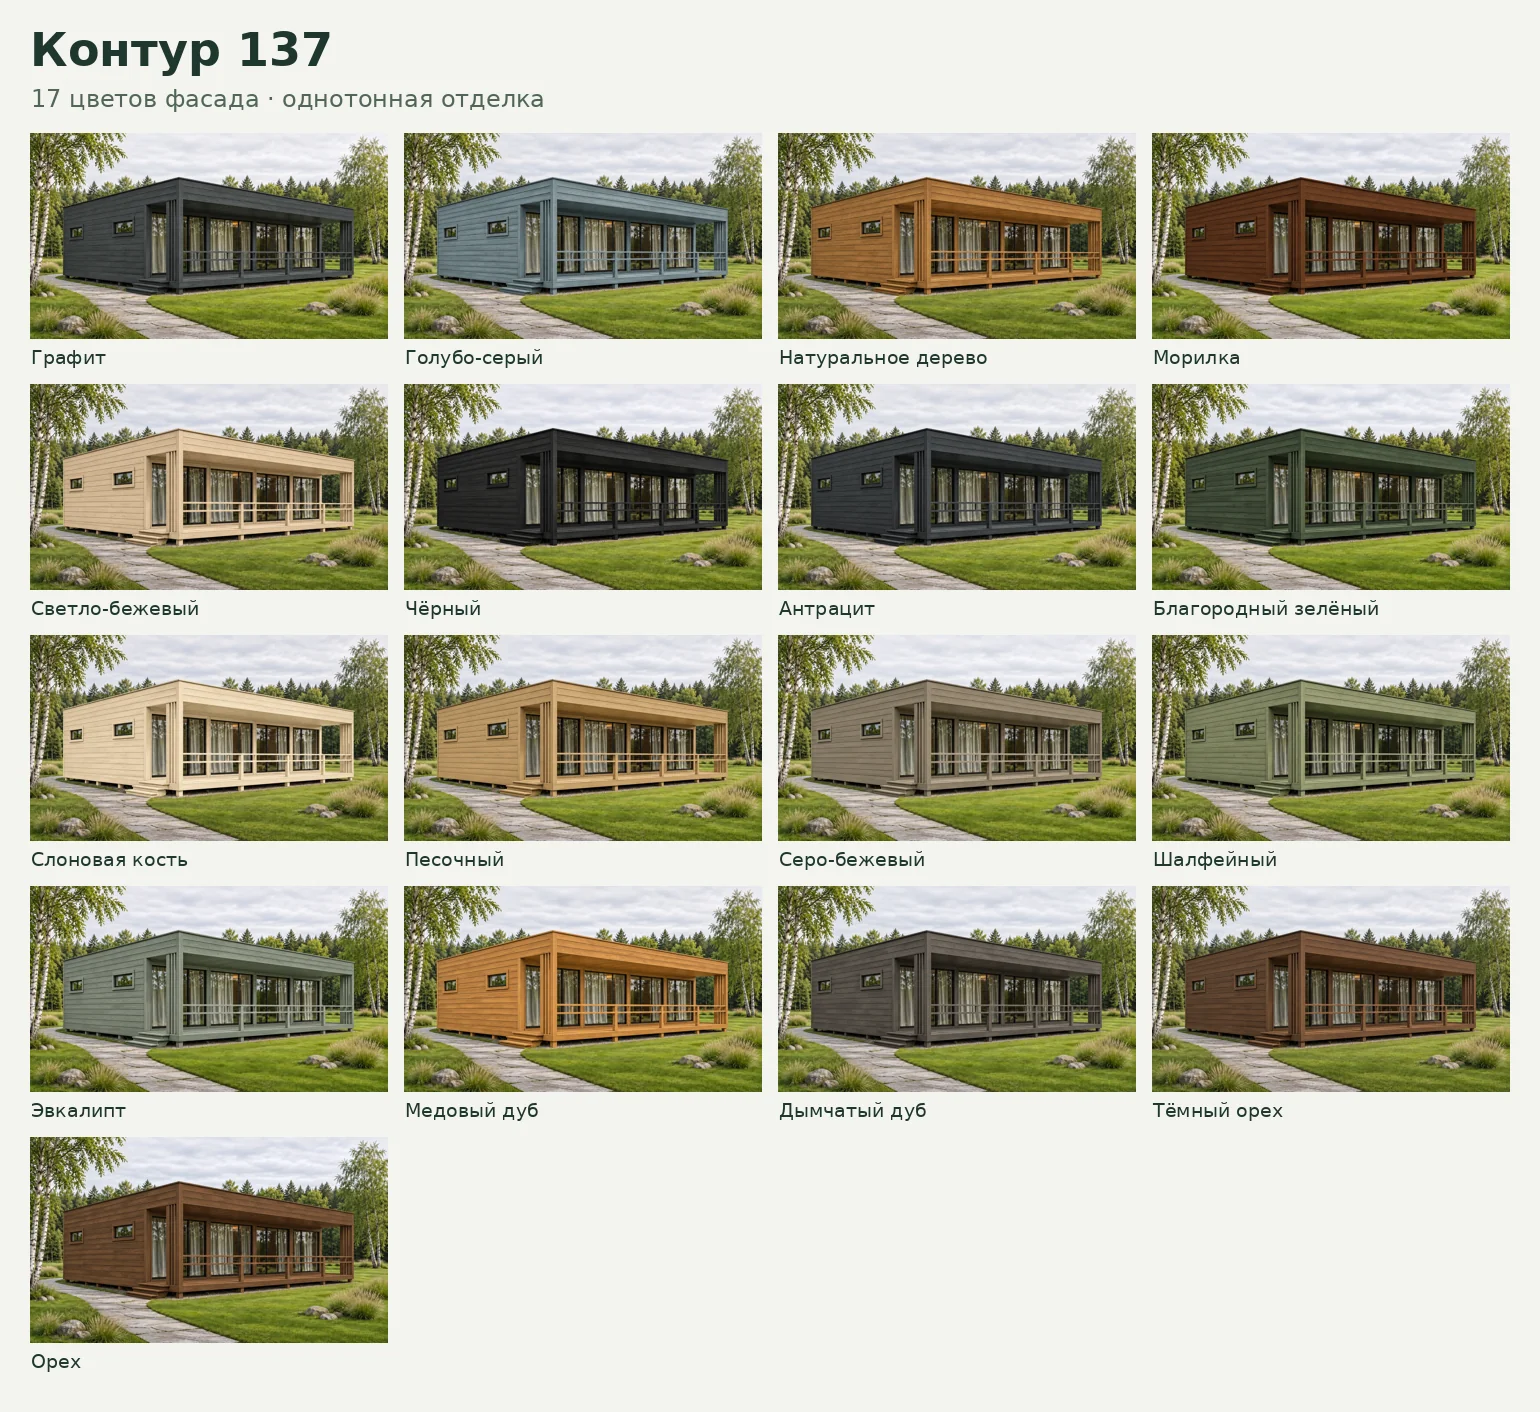 Контур 137
17 цветов фасада · однотонная отделка
Графит
Голубо-серый
Натуральное дерево
Морилка
Светло-бежевый
Чёрный
Антрацит
Благородный зелёный
Слоновая кость
Песочный
Серо-бежевый
Шалфейный
Эвкалипт
Медовый дуб
Дымчатый дуб
Тёмный орех
Орех